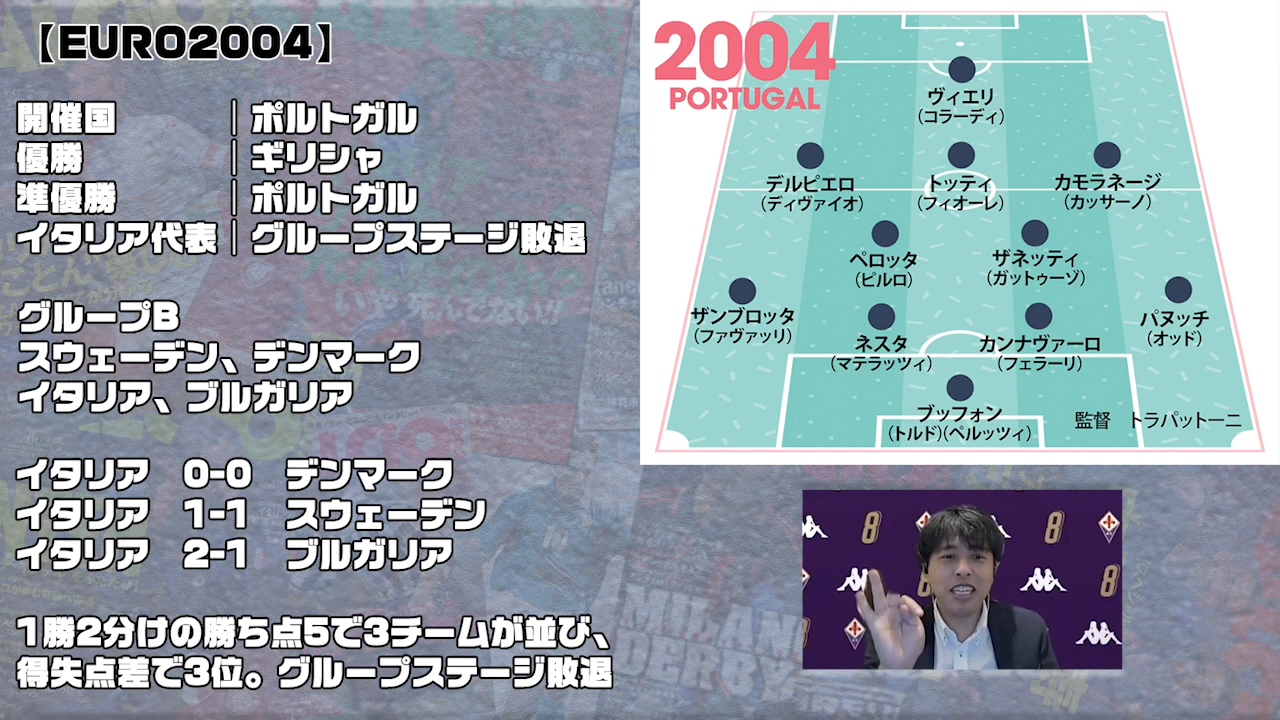 【EURO2004】
開催国 ｜ポルトガル
優勝 ｜ギリシャ
準優勝 ｜ポルトガル
イタリア代表｜グループステージ敗退
グループB
スウェーデン、デンマーク
イタリア、ブルガリア
イタリア 0-0 デンマーク
イタリア 1-1 スウェーデン
イタリア 2-1 ブルガリア
1勝2分けの勝ち点5で3チームが並び、
得失点差で3位。グループステージ敗退
2004
PORTUGAL
ヴィエリ
（コラーディ）
デルピエロ
（ディヴァイオ）
トッティ
（フィオーレ）
カモラネージ
（カッサーノ）
ペロッタ
（ピルロ）
ザネッティ
（ガットゥーゾ）
ザンブロッタ
（ファヴァッリ）
ネスタ
（マテラッツィ）
カンナヴァーロ
（フェラーリ）
パヌッチ
（オッド）
ブッフォン
（トルド）（ペルッツィ）
監督 トラパットーニ
いや 死んでない!!
MILAN
DERBY
8
8
8
8